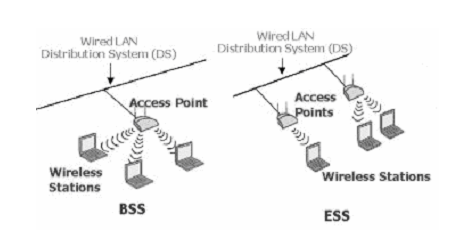 Wired LAN
Distribution System (DS)
Access Point
Wireless
Stations
BSS
Wired LAN
Distribution System (DS)
Access
Points
Wireless Stations
ESS